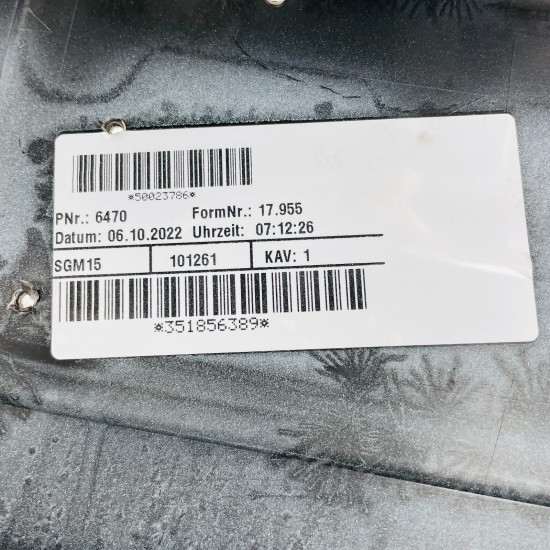 *50023786*
PNr.: 6470 FormNr.: 17.955
Datum: 06.10.2022 Uhrzeit: 07:12:26
SGM15 101261 KAV: 1
*351856389*